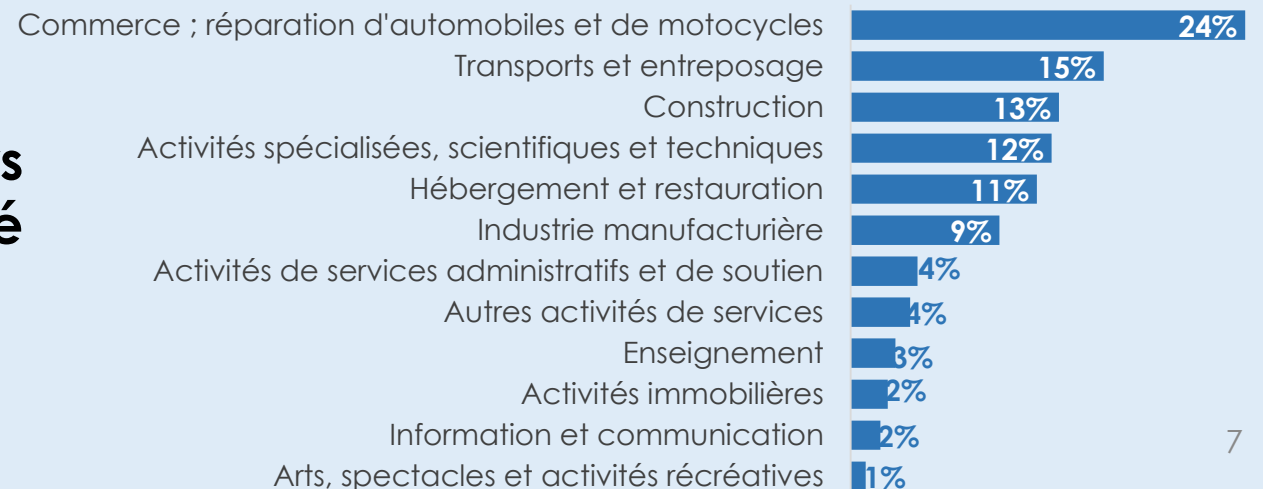 Commerce ; réparation d'automobiles et de motocycles 24%
Transports et entreposage 15%
Construction 13%
Activités spécialisées, scientifiques et techniques 12%
Hébergement et restauration 11%
Industrie manufacturière 9%
Activités de services administratifs et de soutien 4%
Autres activités de services 4%
Enseignement 3%
Activités immobilières 2%
Information et communication 2%
Arts, spectacles et activités récréatives 1%
7